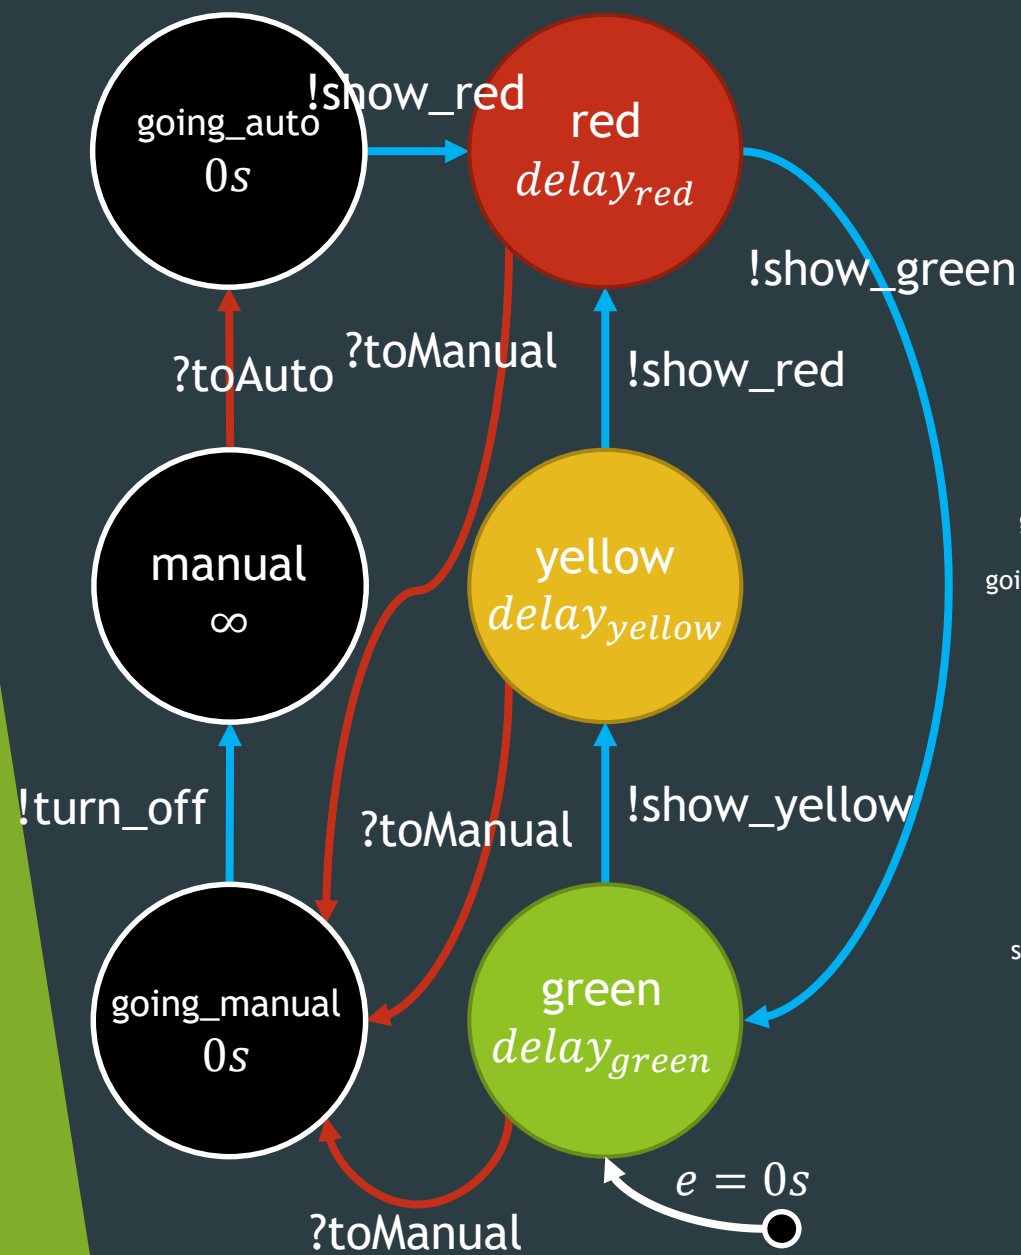 !show_red
going_auto
0s
red
delay_red
!show_green
?toManual
?toAuto
!show_red
manual
∞
yellow
delay_yellow
goi
!turn_off
?toManual
!show_yellow
s
going_manual
0s
green
delay_green
e = 0s
?toManual